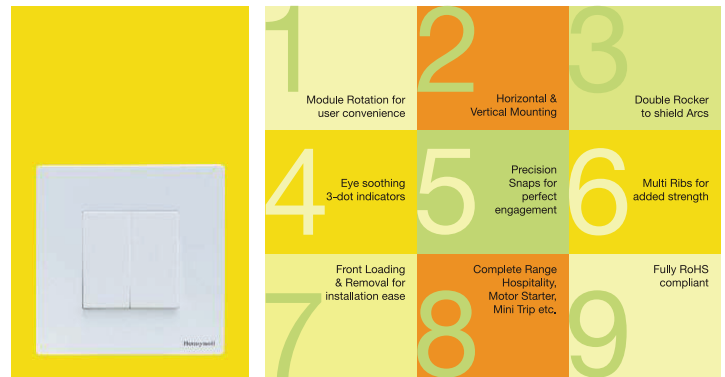 Honeywell
1
Module Rotation for
user convenience
2
Horizontal &
Vertical Mounting
3
Double Rocker
to shield Arcs
4
Eye soothing
3-dot indicators
5
Precision
Snaps for
perfect
engagement
6
Multi Ribs for
added strength
7
Front Loading
& Removal for
installation ease
8
Complete Range
Hospitality,
Motor Starter,
Mini Trip etc.
9
Fully RoHS
compliant